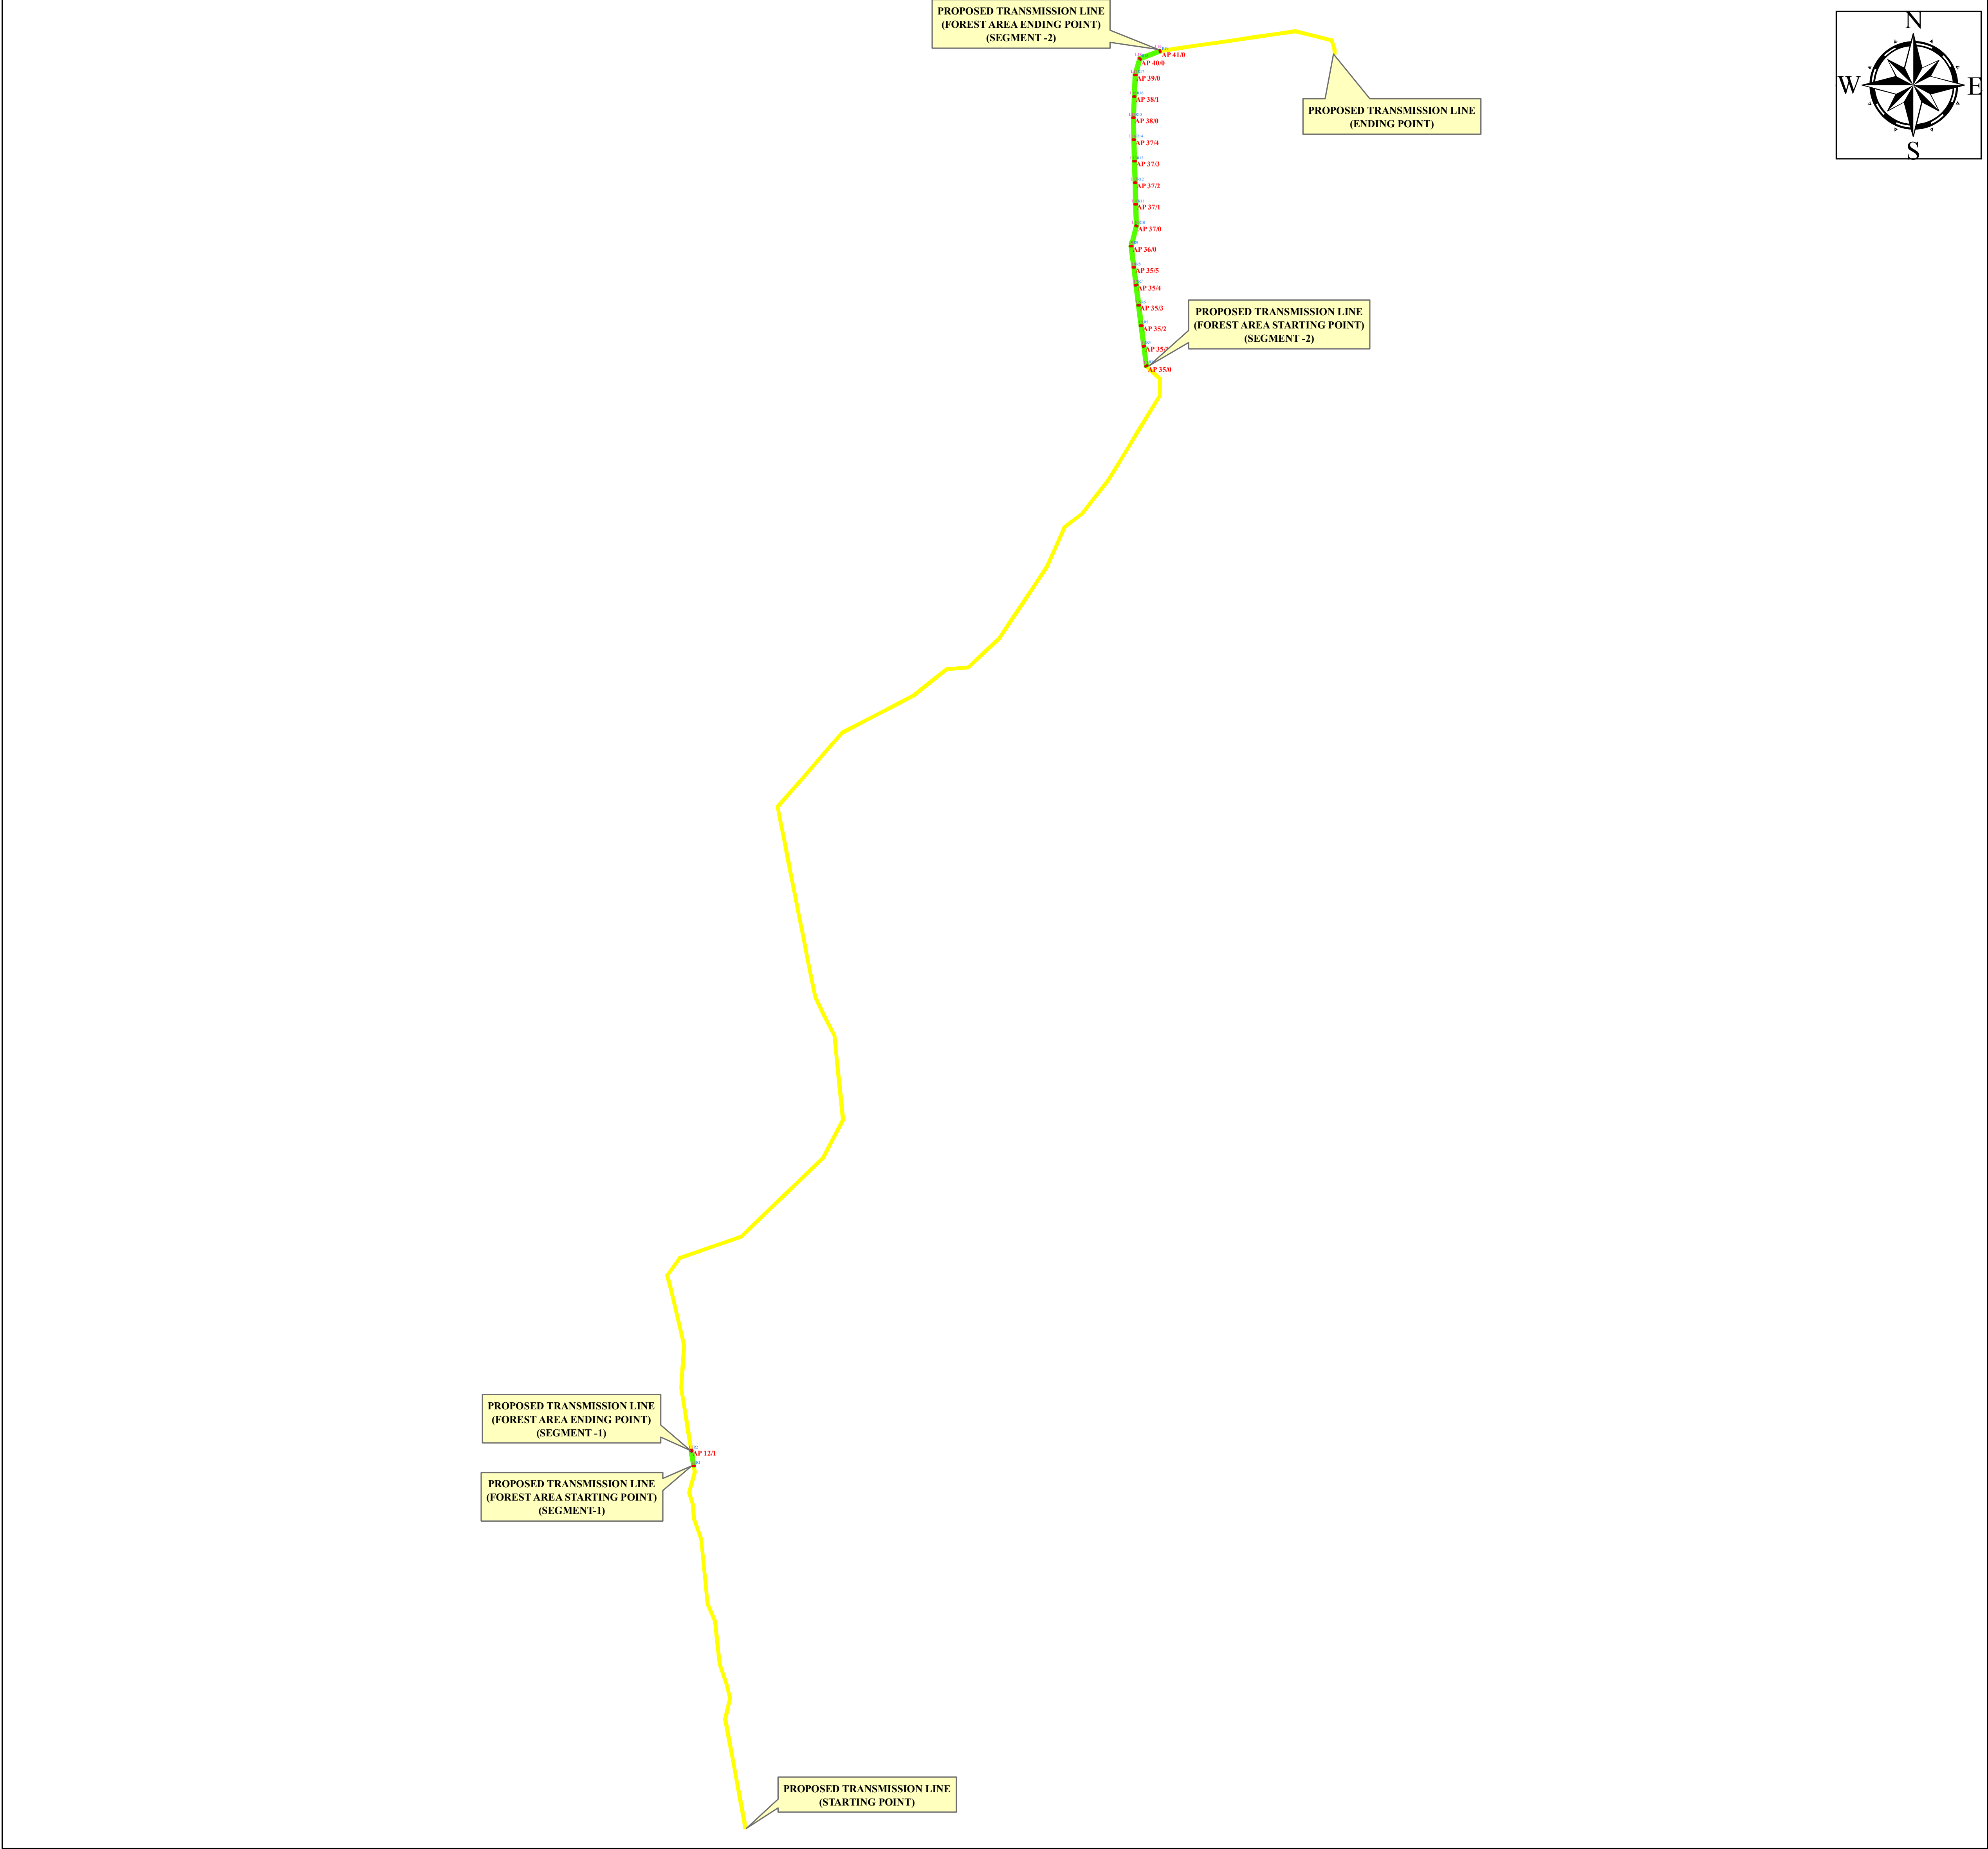 PROPOSED TRANSMISSION LINE
(FOREST AREA ENDING POINT)
(SEGMENT -2)
N
W
E
S
AP 41/0
AP 40/0
AP 39/0
AP 38/1
AP 38/0
AP 37/4
AP 37/3
AP 37/2
AP 37/1
AP 37/0
AP 36/0
AP 35/5
AP 35/4
AP 35/3
AP 35/2
AP 35/0
PROPOSED TRANSMISSION LINE
(ENDING POINT)
PROPOSED TRANSMISSION LINE
(FOREST AREA STARTING POINT)
(SEGMENT -2)
PROPOSED TRANSMISSION LINE
(FOREST AREA ENDING POINT)
(SEGMENT -1)
AP 12/1
PROPOSED TRANSMISSION LINE
(FOREST AREA STARTING POINT)
(SEGMENT-1)
PROPOSED TRANSMISSION LINE
(STARTING POINT)